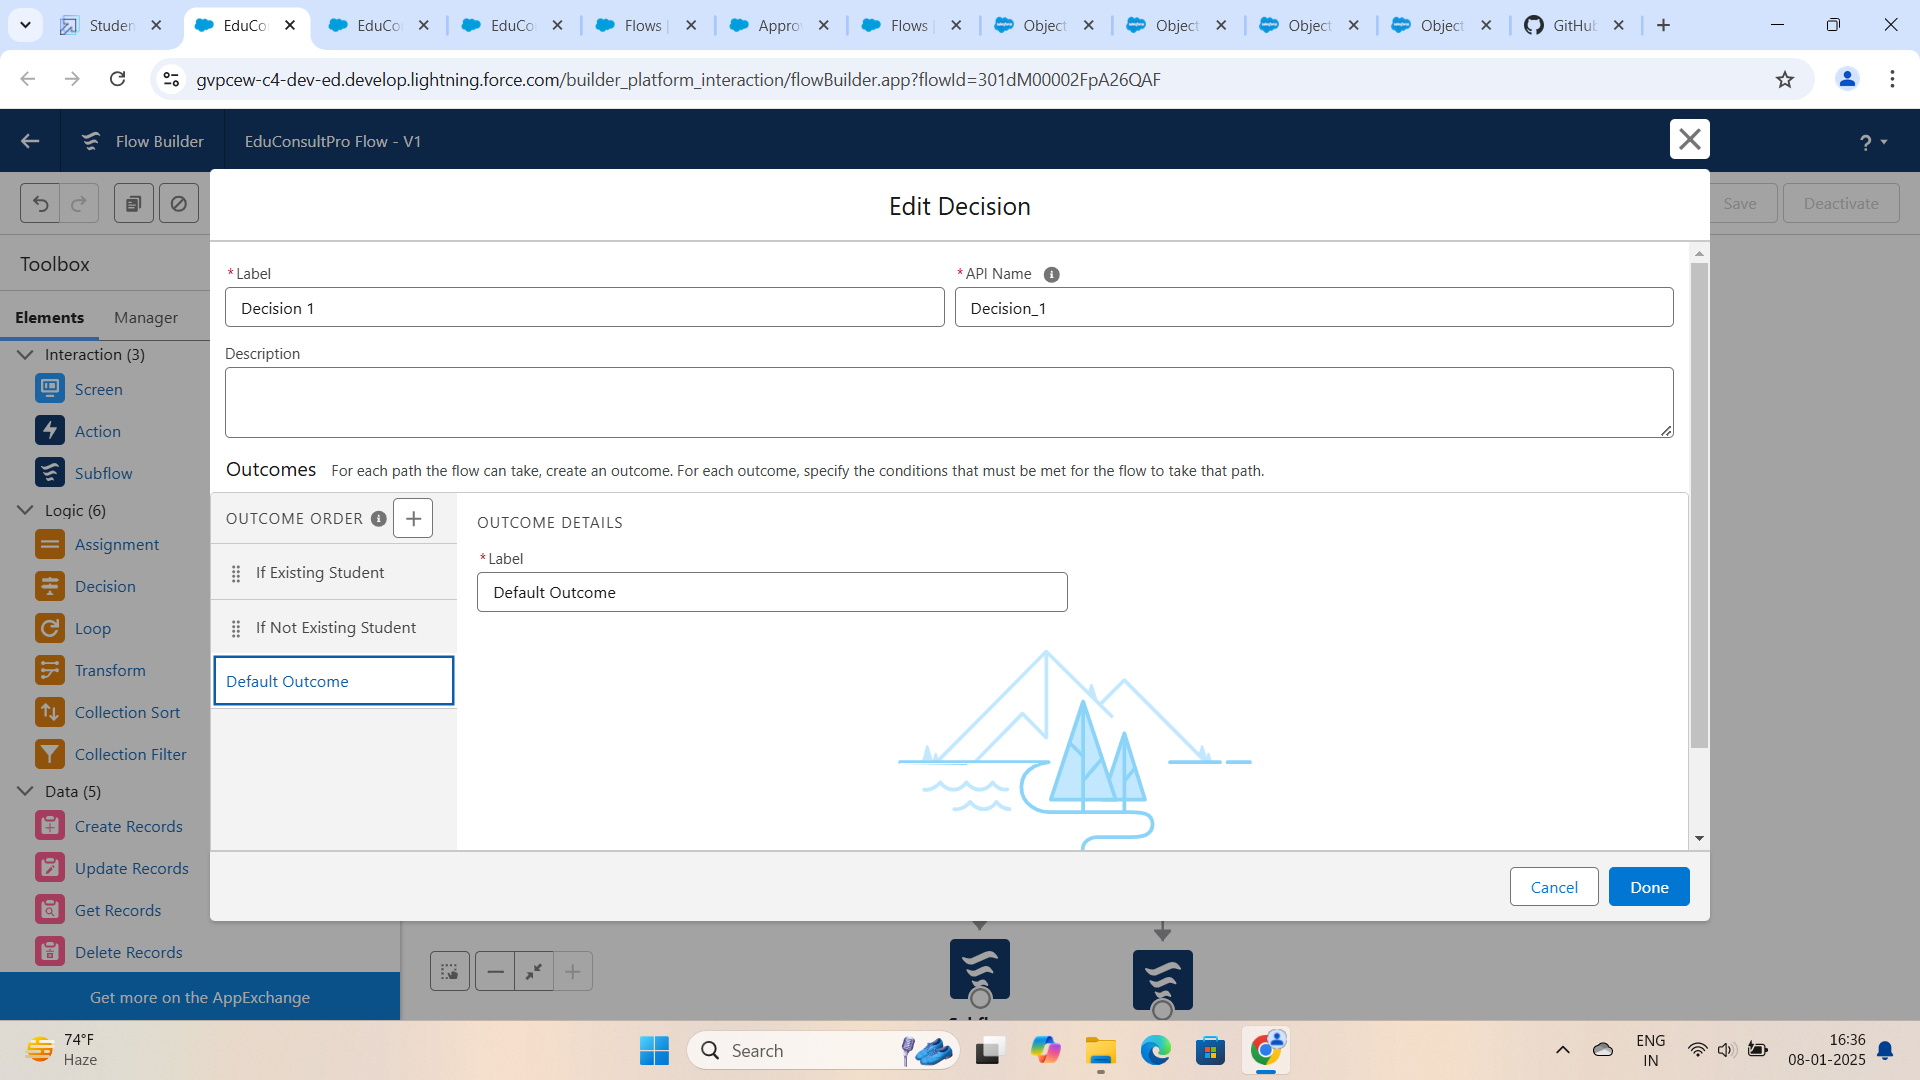 Studen
EduCo
EduCo
EduCo
Flows |
Appro
Flows |
Object
Object
Object
Object
GitHub
gvpcew-c4-dev-ed.develop.lightning.force.com/builder_platform_interaction/flowBuilder.app?flowId=301dM00002FpA26QAF
Flow Builder
EduConsultPro Flow - V1
?
Save
Deactivate
Edit Decision
Toolbox
Elements
Manager
Interaction (3)
Screen
Action
Subflow
Logic (6)
Assignment
Decision
Loop
Transform
Collection Sort
Collection Filter
Data (5)
Create Records
Update Records
Get Records
Delete Records
Get more on the AppExchange
*Label
Decision 1
*API Name
Decision_1
Description
Outcomes For each path the flow can take, create an outcome. For each outcome, specify the conditions that must be met for the flow to take that path.
OUTCOME ORDER
If Existing Student
If Not Existing Student
Default Outcome
OUTCOME DETAILS
*Label
Default Outcome
Cancel
Done
74°F
Haze
Search
ENG
IN
16:36
08-01-2025